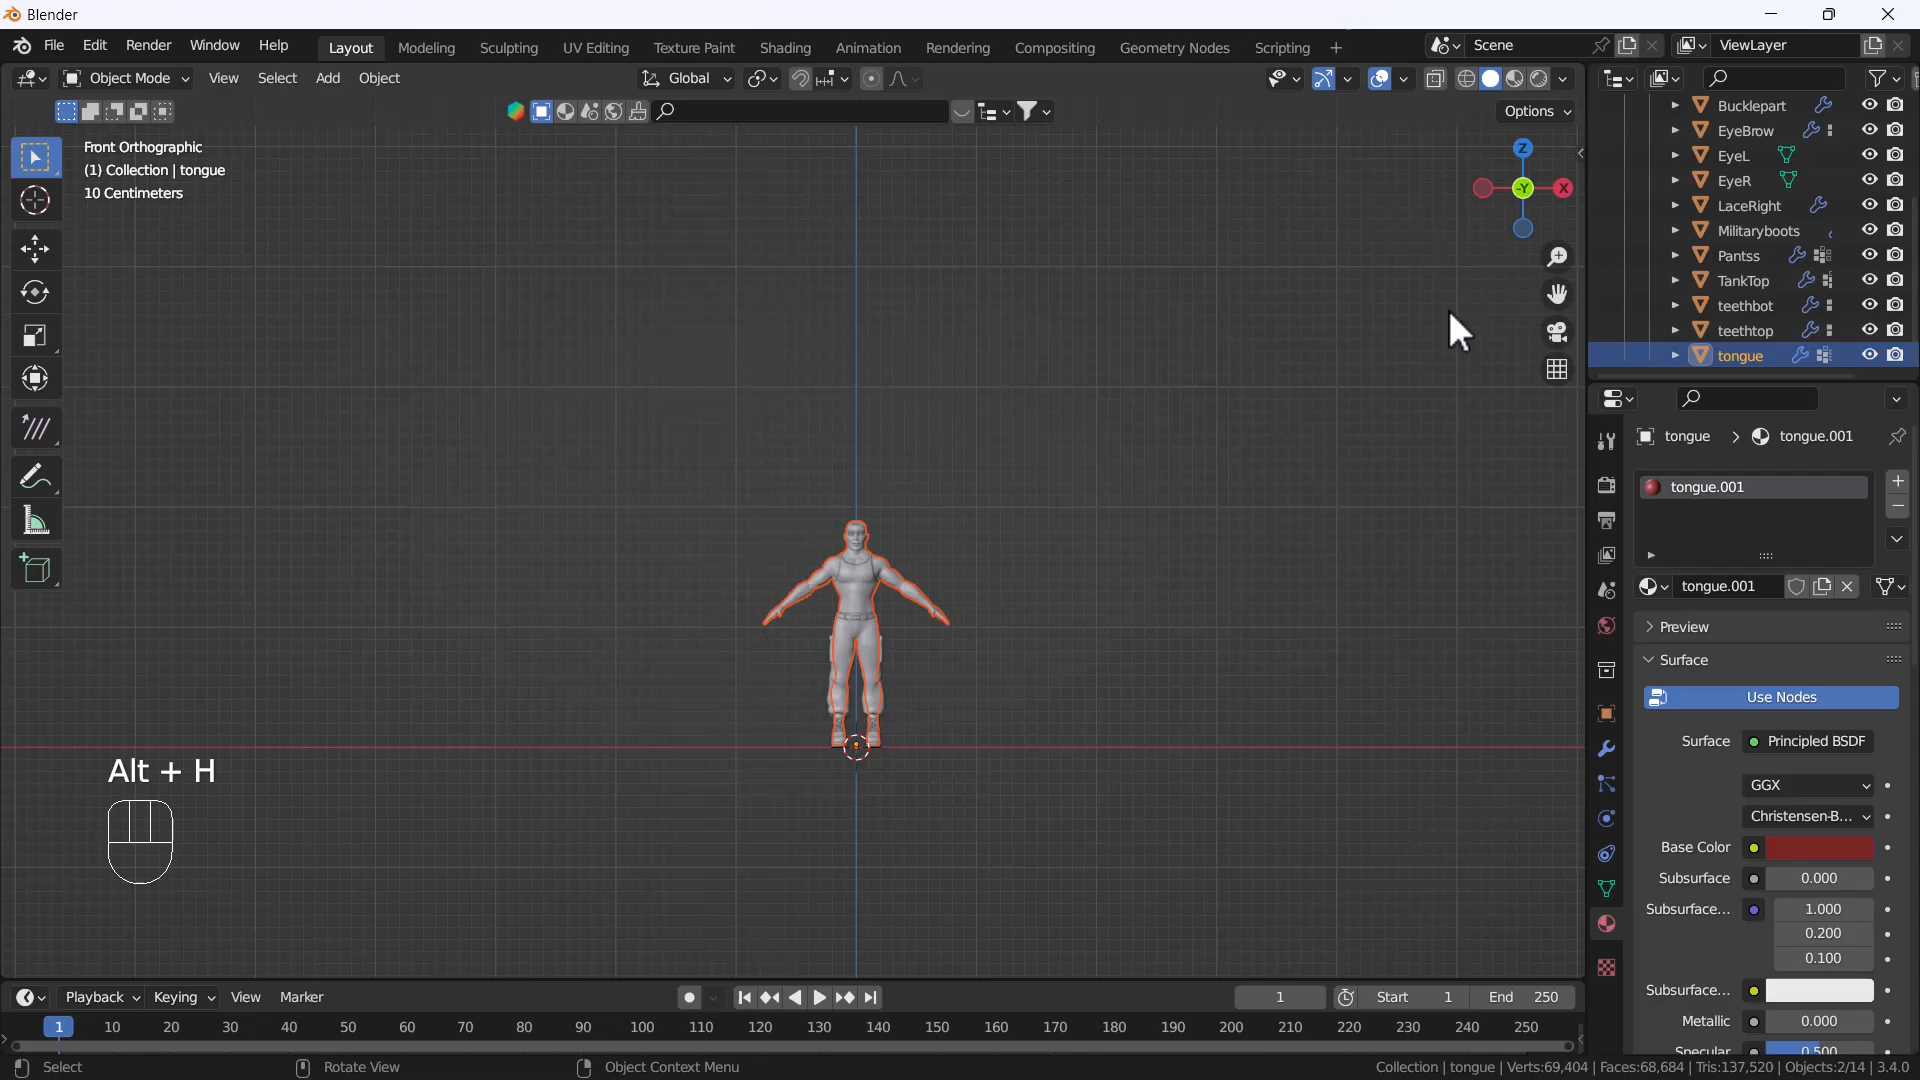 Blender
File Edit Render Window Help Layout Modeling Sculpting UV Editing Texture Paint Shading Animation Rendering Compositing Geometry Nodes Scripting + Scene ViewLayer
Object Mode View Select Add Object Global
Options
Front Orthographic
(1) Collection | tongue
10 Centimeters
Z
-Y
X
Bucklepart
EyeBrow
EyeL
EyeR
LaceRight
Militaryboots
Pantss
TankTop
teethbot
teethtop
tongue
tongue > tongue.001
tongue.001
tongue.001
Preview
Surface
Use Nodes
Surface Principled BSDF
GGX
Christensen-B...
Base Color
Subsurface 0.000
Subsurface... 1.000
0.200
0.100
Subsurface...
Metallic 0.000
Specular 0.500
Alt + H
Playback Keying View Marker 1 Start 1 End 250
1 10 20 30 40 50 60 70 80 90 100 110 120 130 140 150 160 170 180 190 200 210 220 230 240 250
Select Rotate View Object Context Menu Collection | tongue | Verts:69,404 | Faces:68,684 | Tris:137,520 | Objects:2/14 | 3.4.0